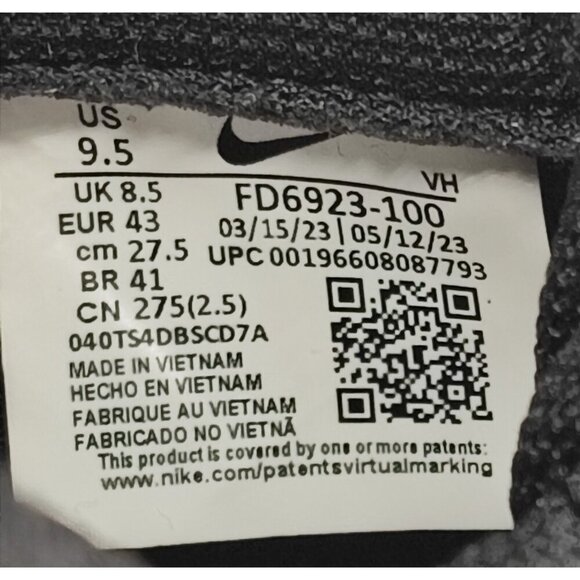 US
9.5
VH
UK 8.5
FD6923-100
EUR 43
03/15/23 | 05/12/23
cm 27.5
UPC 00196608087793
BR 41
CN 275(2.5)
040TS4DBSCD7A
MADE IN VIETNAM
HECHO EN VIETNAM
FABRIQUE AU VIETNAM
FABRICADO NO VIETNÃ
This product is covered by one or more patents:
www.nike.com/patentsvirtualmarking